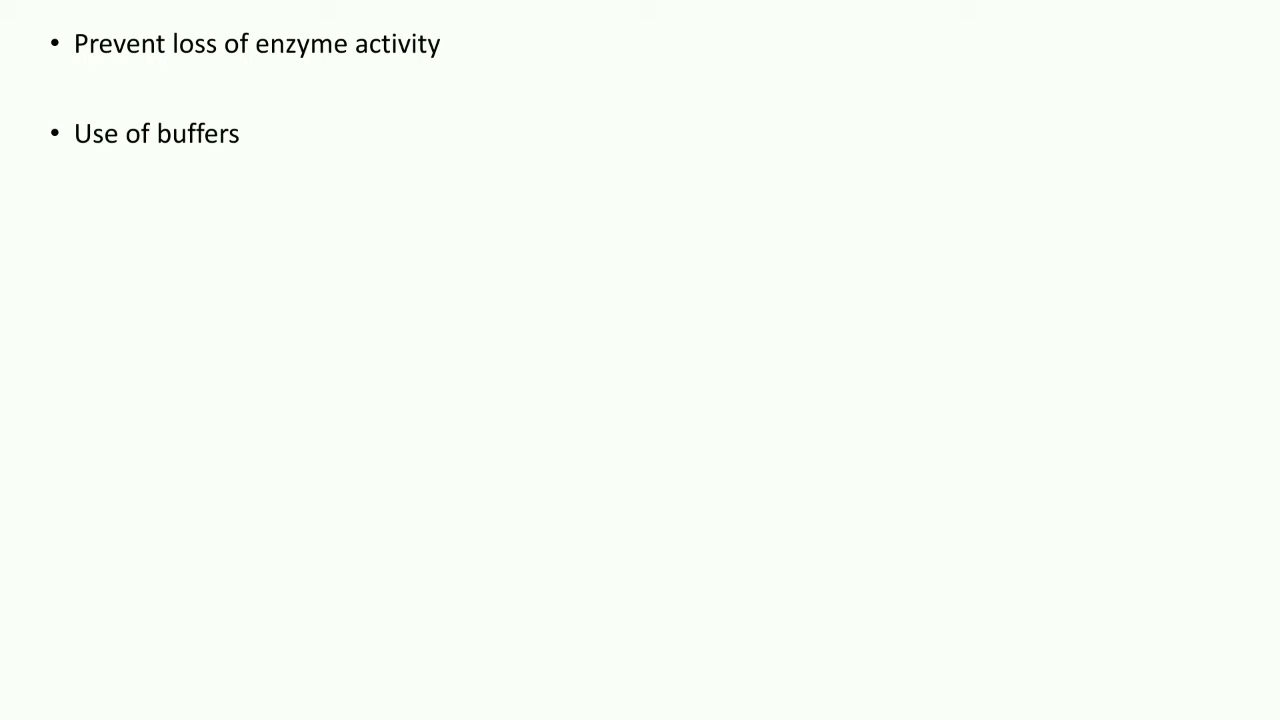 • Prevent loss of enzyme activity
• Use of buffers